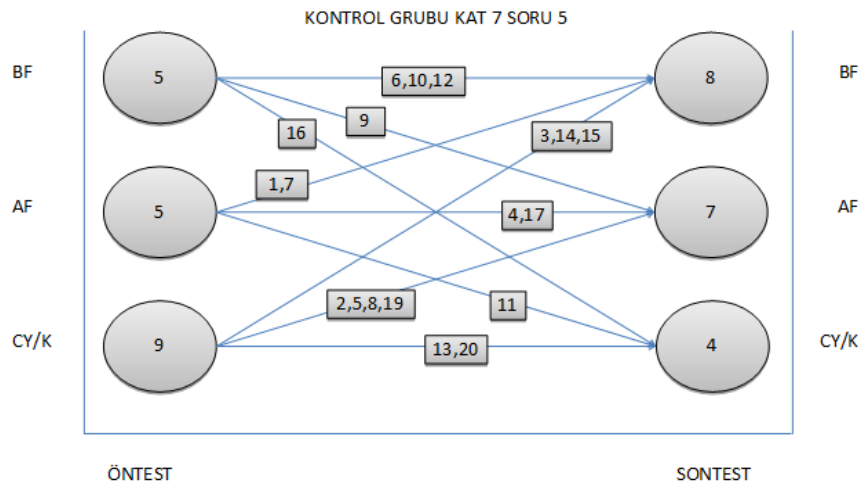 KONTROL GRUBU KAT 7 SORU 5
BF
5
6,10,12
8
BF
16
9
3,14,15
1,7
AF
5
4,17
7
AF
2,5,8,19
11
CY/K
9
13,20
4
CY/K
ÖNTEST
SONTEST